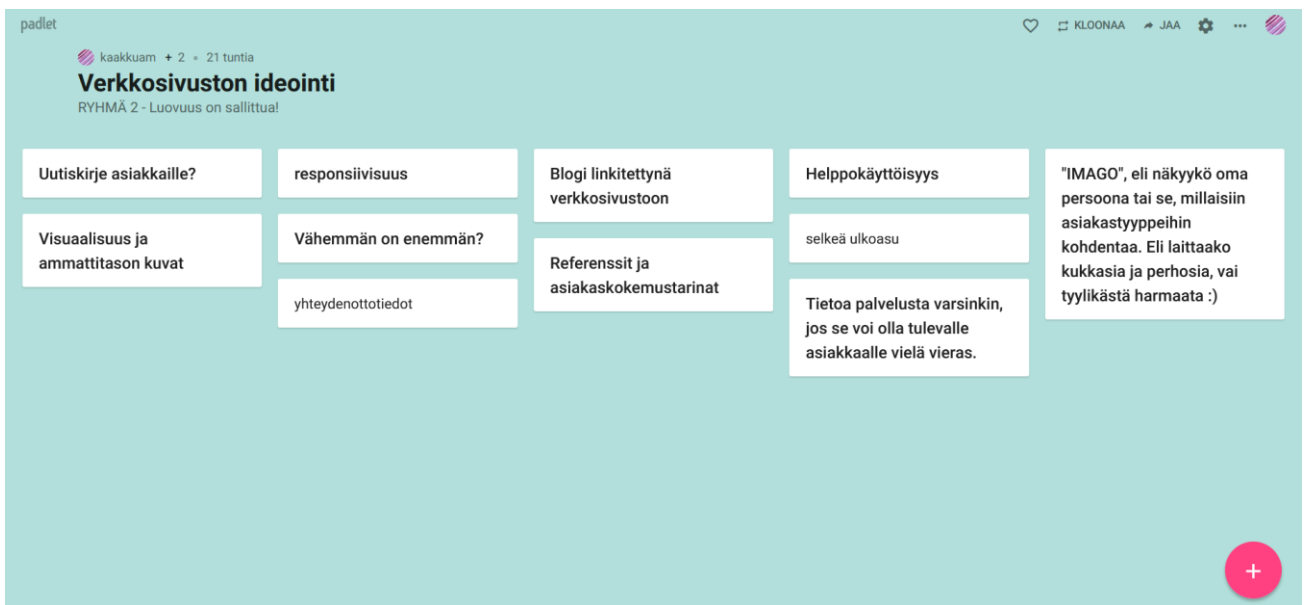 padlet
KLOONAA
JAA
kaakkuam + 2 • 21 tuntia
Verkkosivuston ideointi
RYHMÄ 2 - Luovuus on sallittua!
Uutiskirje asiakkaille?
Visuaalisuus ja
ammattitason kuvat
responsiivisuus
Vähemmän on enemmän?
yhteydenottotiedot
Blogi linkitettynä
verkkosivustoon
Referenssit ja
asiakaskokemustarinat
Helppokäyttöisyys
selkeä ulkoasu
Tietoa palvelusta varsinkin,
jos se voi olla tulevalle
asiakkaalle vielä vieras.
"IMAGO", eli näkyykö oma
persoona tai se, millaisiin
asiakastyyppeihin
kohdentaa. Eli laittaako
kukkasia ja perhosia, vai
tyylikästä harmaata :)